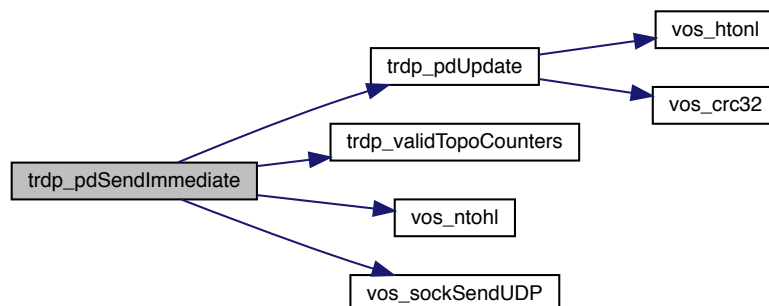 vos_htonl
trdp_pdUpdate
vos_crc32
trdp_validTopoCounters
trdp_pdSendImmediate
vos_ntohl
vos_sockSendUDP